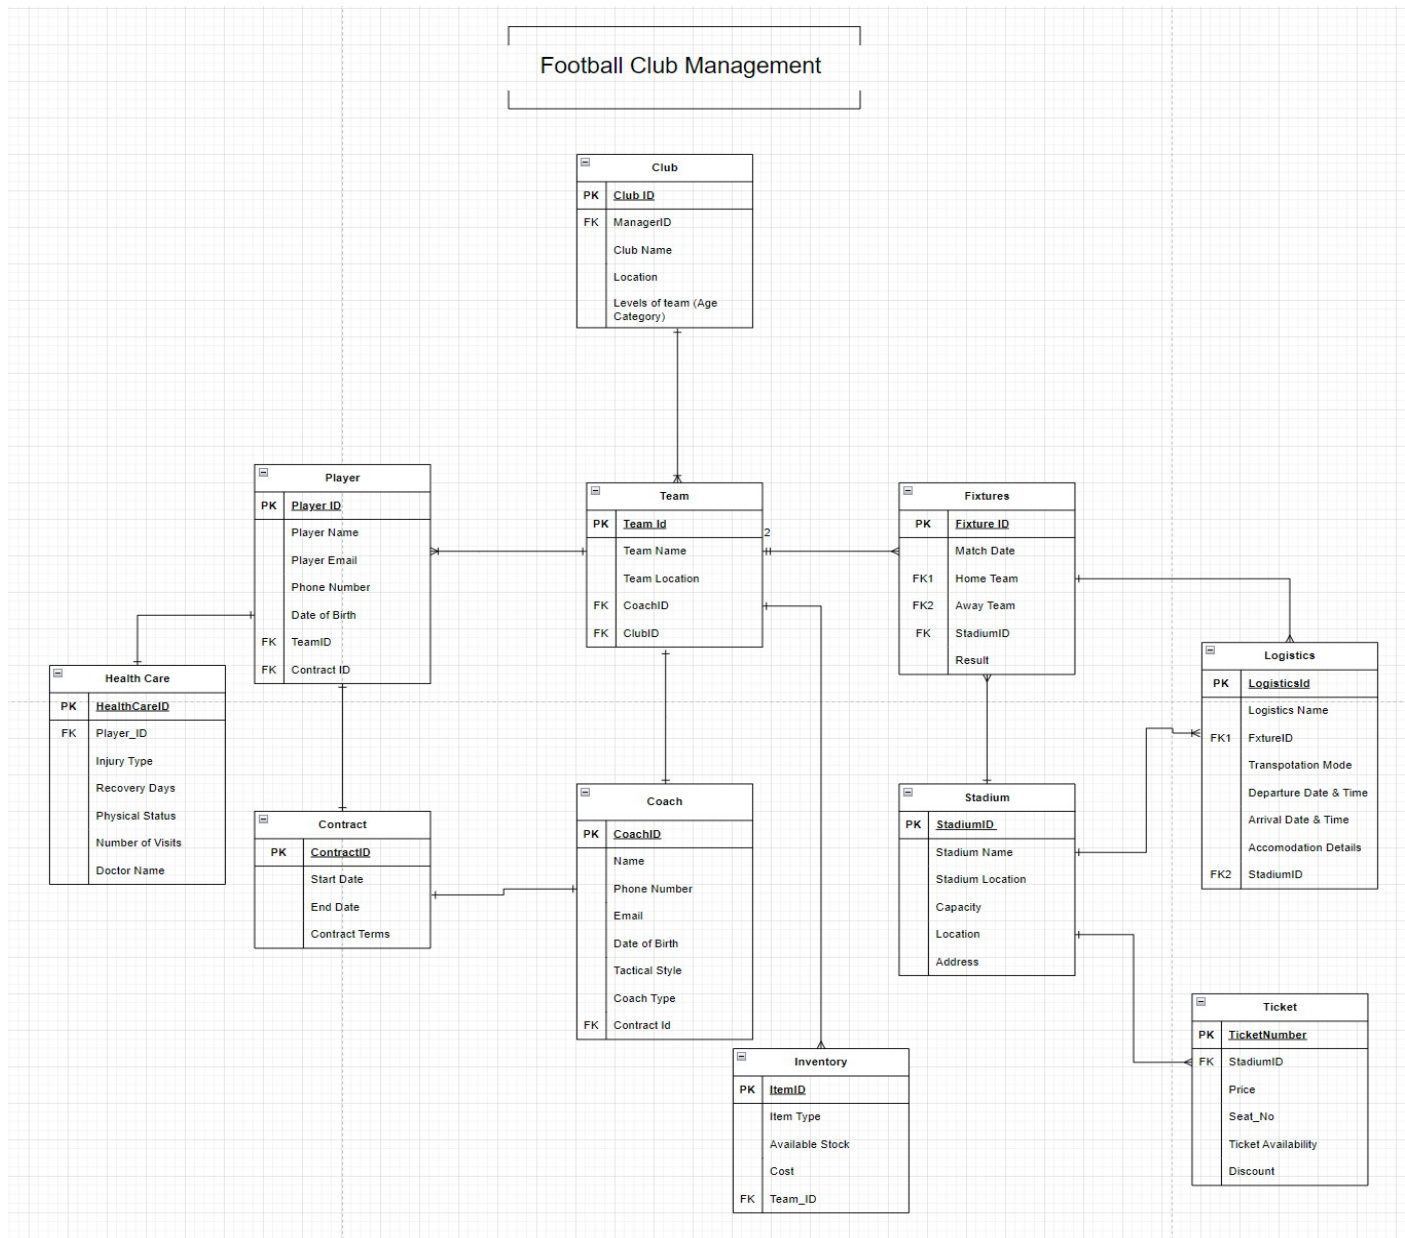 Football Club Management
Club
PK Club ID
FK ManagerID
Club Name
Location
Levels of team (Age
Category)
Player
PK Player ID
Player Name
Player Email
Phone Number
Date of Birth
FK TeamID
FK Contract ID
Team
PK Team Id
Team Name
Team Location
FK CoachID
FK ClubID
2
Fixtures
PK Fixture ID
Match Date
FK1 Home Team
FK2 Away Team
FK StadiumID
Result
Logistics
PK LogisticsId
Logistics Name
FK1 FxtureID
Transpotation Mode
Departure Date & Time
Arrival Date & Time
Accomodation Details
FK2 StadiumID
Health Care
PK HealthCareID
FK Player_ID
Injury Type
Recovery Days
Physical Status
Number of Visits
Doctor Name
Contract
PK ContractID
Start Date
End Date
Contract Terms
Coach
PK CoachID
Name
Phone Number
Email
Date of Birth
Tactical Style
Coach Type
FK Contract Id
Stadium
PK StadiumID
Stadium Name
Stadium Location
Capacity
Location
Address
Ticket
PK TicketNumber
FK StadiumID
Price
Seat_No
Ticket Availability
Discount
Inventory
PK ItemID
Item Type
Available Stock
Cost
FK Team_ID